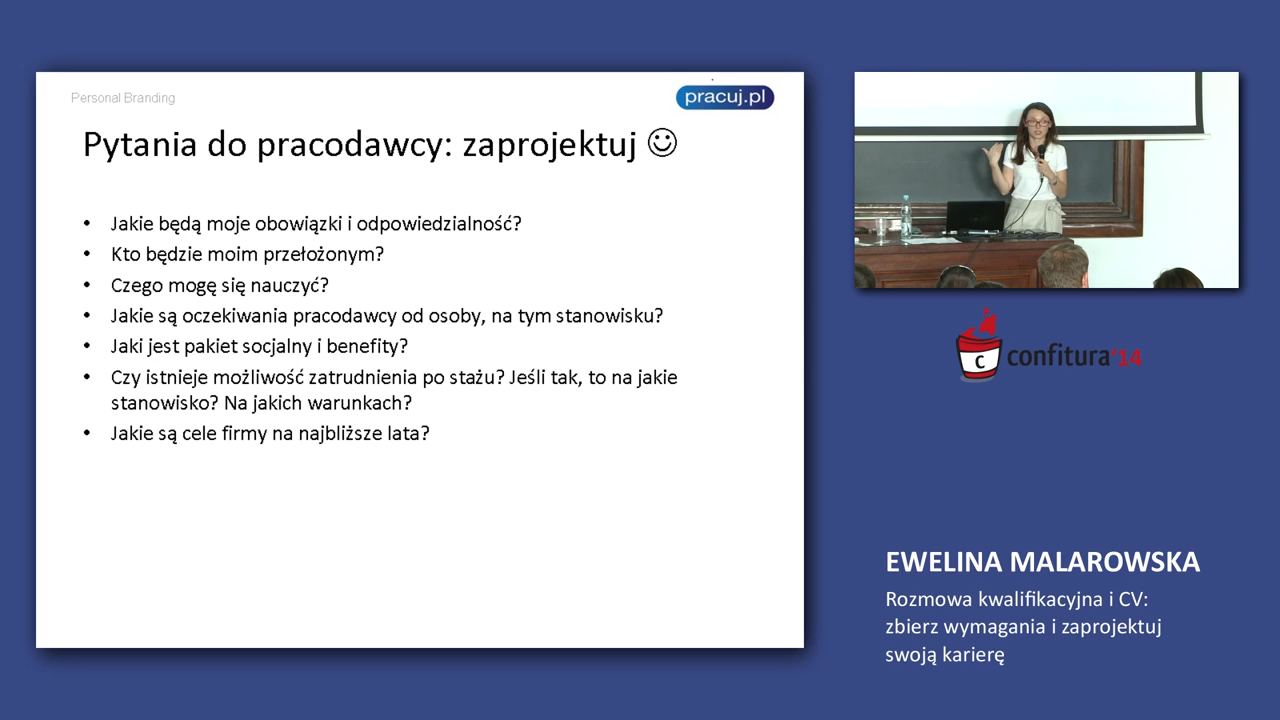 Personal Branding
pracuj.pl
Pytania do pracodawcy: zaprojektuj ☺
• Jakie będą moje obowiązki i odpowiedzialność?
• Kto będzie moim przełożonym?
• Czego mogę się nauczyć?
• Jakie są oczekiwania pracodawcy od osoby, na tym stanowisku?
• Jaki jest pakiet socjalny i benefity?
• Czy istnieje możliwość zatrudnienia po stażu? Jeśli tak, to na jakie
stanowisko? Na jakich warunkach?
• Jakie są cele firmy na najbliższe lata?
C
confitura'14
EWELINA MALAROWSKA
Rozmowa kwalifikacyjna i CV:
zbierz wymagania i zaprojektuj
swoją karierę